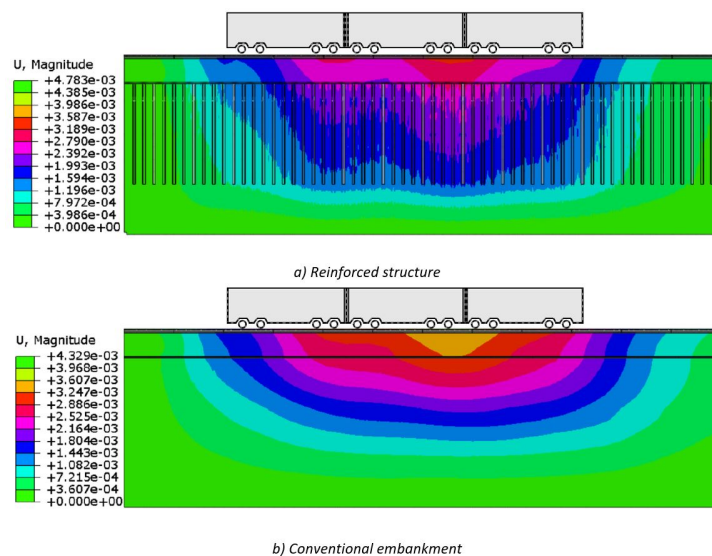 U, Magnitude
+4.783e-03
+4.385e-03
+3.986e-03
+3.587e-03
+3.189e-03
+2.790e-03
+2.392e-03
+1.993e-03
+1.594e-03
+1.196e-03
+7.972e-04
+3.986e-04
+0.000e+00
a) Reinforced structure
U, Magnitude
+4.329e-03
+3.968e-03
+3.607e-03
+3.247e-03
+2.886e-03
+2.525e-03
+2.164e-03
+1.804e-03
+1.443e-03
+1.082e-03
+7.215e-04
+3.607e-04
+0.000e+00
b) Conventional embankment